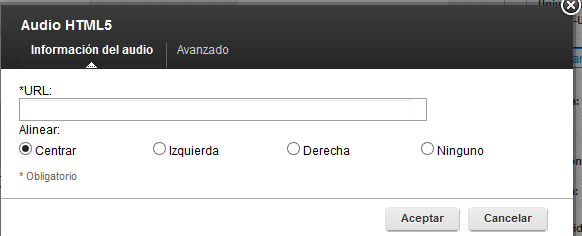 Audio HTML5
Información del audio Avanzado
*URL:
Alinear:
Centrar Izquierda Derecha Ninguno
* Obligatorio
Aceptar Cancelar